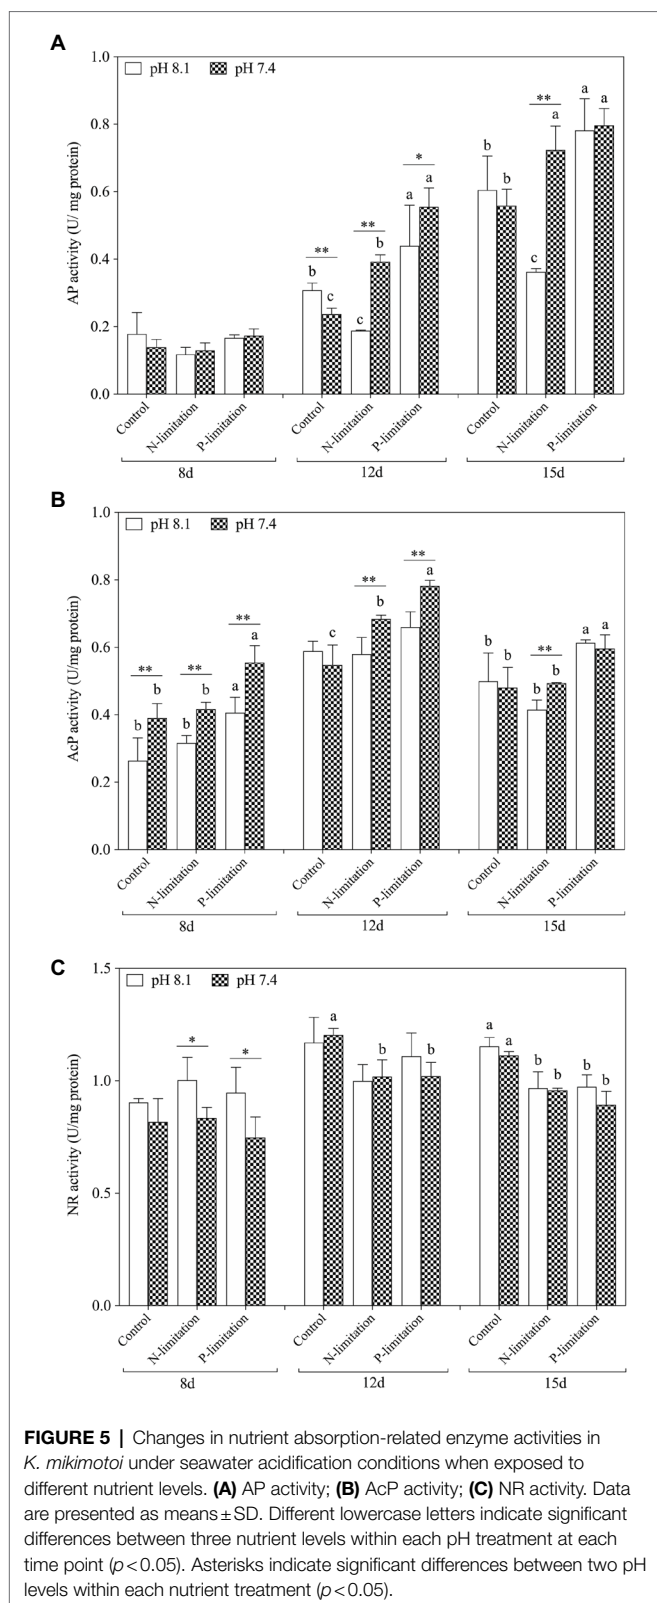 A
1.0
pH 8.1 pH 7.4
0.8
0.6
0.4
0.2
0.0
AP activity (U/ mg protein)
** ** * **
b c c b a a b b c a a a
Control N-limitation P-limitation Control N-limitation P-limitation Control N-limitation P-limitation
8d 12d 15d
B
1.0
pH 8.1 pH 7.4
0.8
0.6
0.4
0.2
0.0
AcP activity (U/mg protein)
** ** ** ** ** **
b b b b a a c b a b b b b a a
Control N-limitation P-limitation Control N-limitation P-limitation Control N-limitation P-limitation
8d 12d 15d
C
1.5
pH 8.1 pH 7.4
1.0
0.5
0.0
NR activity (U/mg protein)
* *
a b b a a b b b b
Control N-limitation P-limitation Control N-limitation P-limitation Control N-limitation P-limitation
8d 12d 15d
FIGURE 5 | Changes in nutrient absorption-related enzyme activities in
K. mikimotoi under seawater acidification conditions when exposed to
different nutrient levels. (A) AP activity; (B) AcP activity; (C) NR activity. Data
are presented as means ± SD. Different lowercase letters indicate significant
differences between three nutrient levels within each pH treatment at each
time point (p < 0.05). Asterisks indicate significant differences between two pH
levels within each nutrient treatment (p < 0.05).